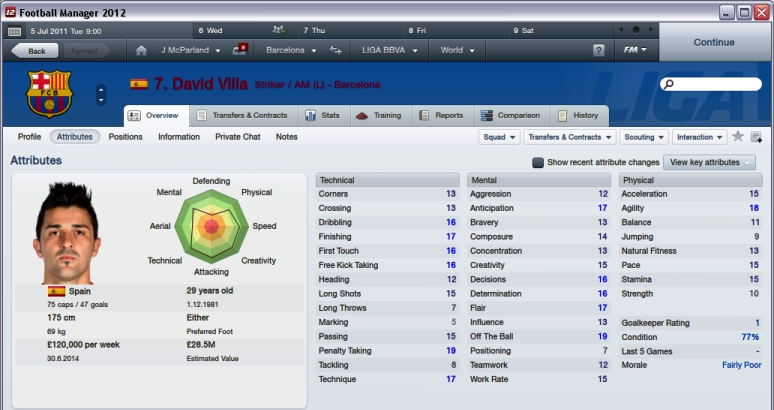 Football Manager 2012
5 Jul 2011 Tue 9:00
6 Wed
7 Thu
8 Fri
9 Sat
Continue
Back
Forward
J McParland
Barcelona
LIGA BBVA
World
?
FM
FCB
7. David Villa Striker / AM (L) - Barcelona
LIGA
Overview
Transfers & Contracts
Stats
Training
Reports
Comparison
History
Profile
Attributes
Positions
Information
Private Chat
Notes
Squad
Transfers & Contracts
Scouting
Interaction
Attributes
Show recent attribute changes
View key attributes
Defending
Physical
Speed
Creativity
Attacking
Technical
Aerial
Mental
Spain
75 caps / 47 goals
29 years old
1.12.1981
175 cm
69 kg
Either
Preferred Foot
£120,000 per week
30.6.2014
£28.5M
Estimated Value
Technical
Corners 13
Crossing 13
Dribbling 16
Finishing 17
First Touch 16
Free Kick Taking 16
Heading 12
Long Shots 15
Long Throws 7
Marking 5
Passing 15
Penalty Taking 19
Tackling 8
Technique 17
Mental
Aggression 12
Anticipation 17
Bravery 13
Composure 14
Concentration 13
Creativity 15
Decisions 16
Determination 16
Flair 17
Influence 13
Off The Ball 19
Positioning 7
Teamwork 12
Work Rate 15
Physical
Acceleration 15
Agility 18
Balance 11
Jumping 9
Natural Fitness 13
Pace 15
Stamina 15
Strength 10
Goalkeeper Rating 1
Condition 77%
Last 5 Games -
Morale Fairly Poor